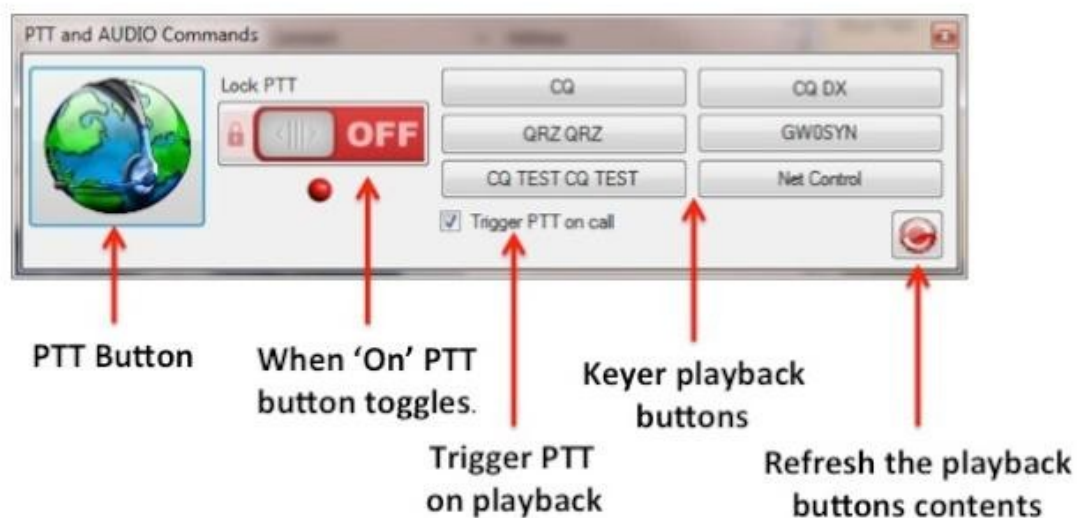 PTT and AUDIO Commands
Lock PTT
OFF
CQ
CQ DX
QRZ QRZ
GW0SYN
CQ TEST CQ TEST
Net Control
Trigger PTT on call
PTT Button
When ‘On’ PTT
button toggles.
Keyer playback
buttons
Trigger PTT
on playback
Refresh the playback
buttons contents